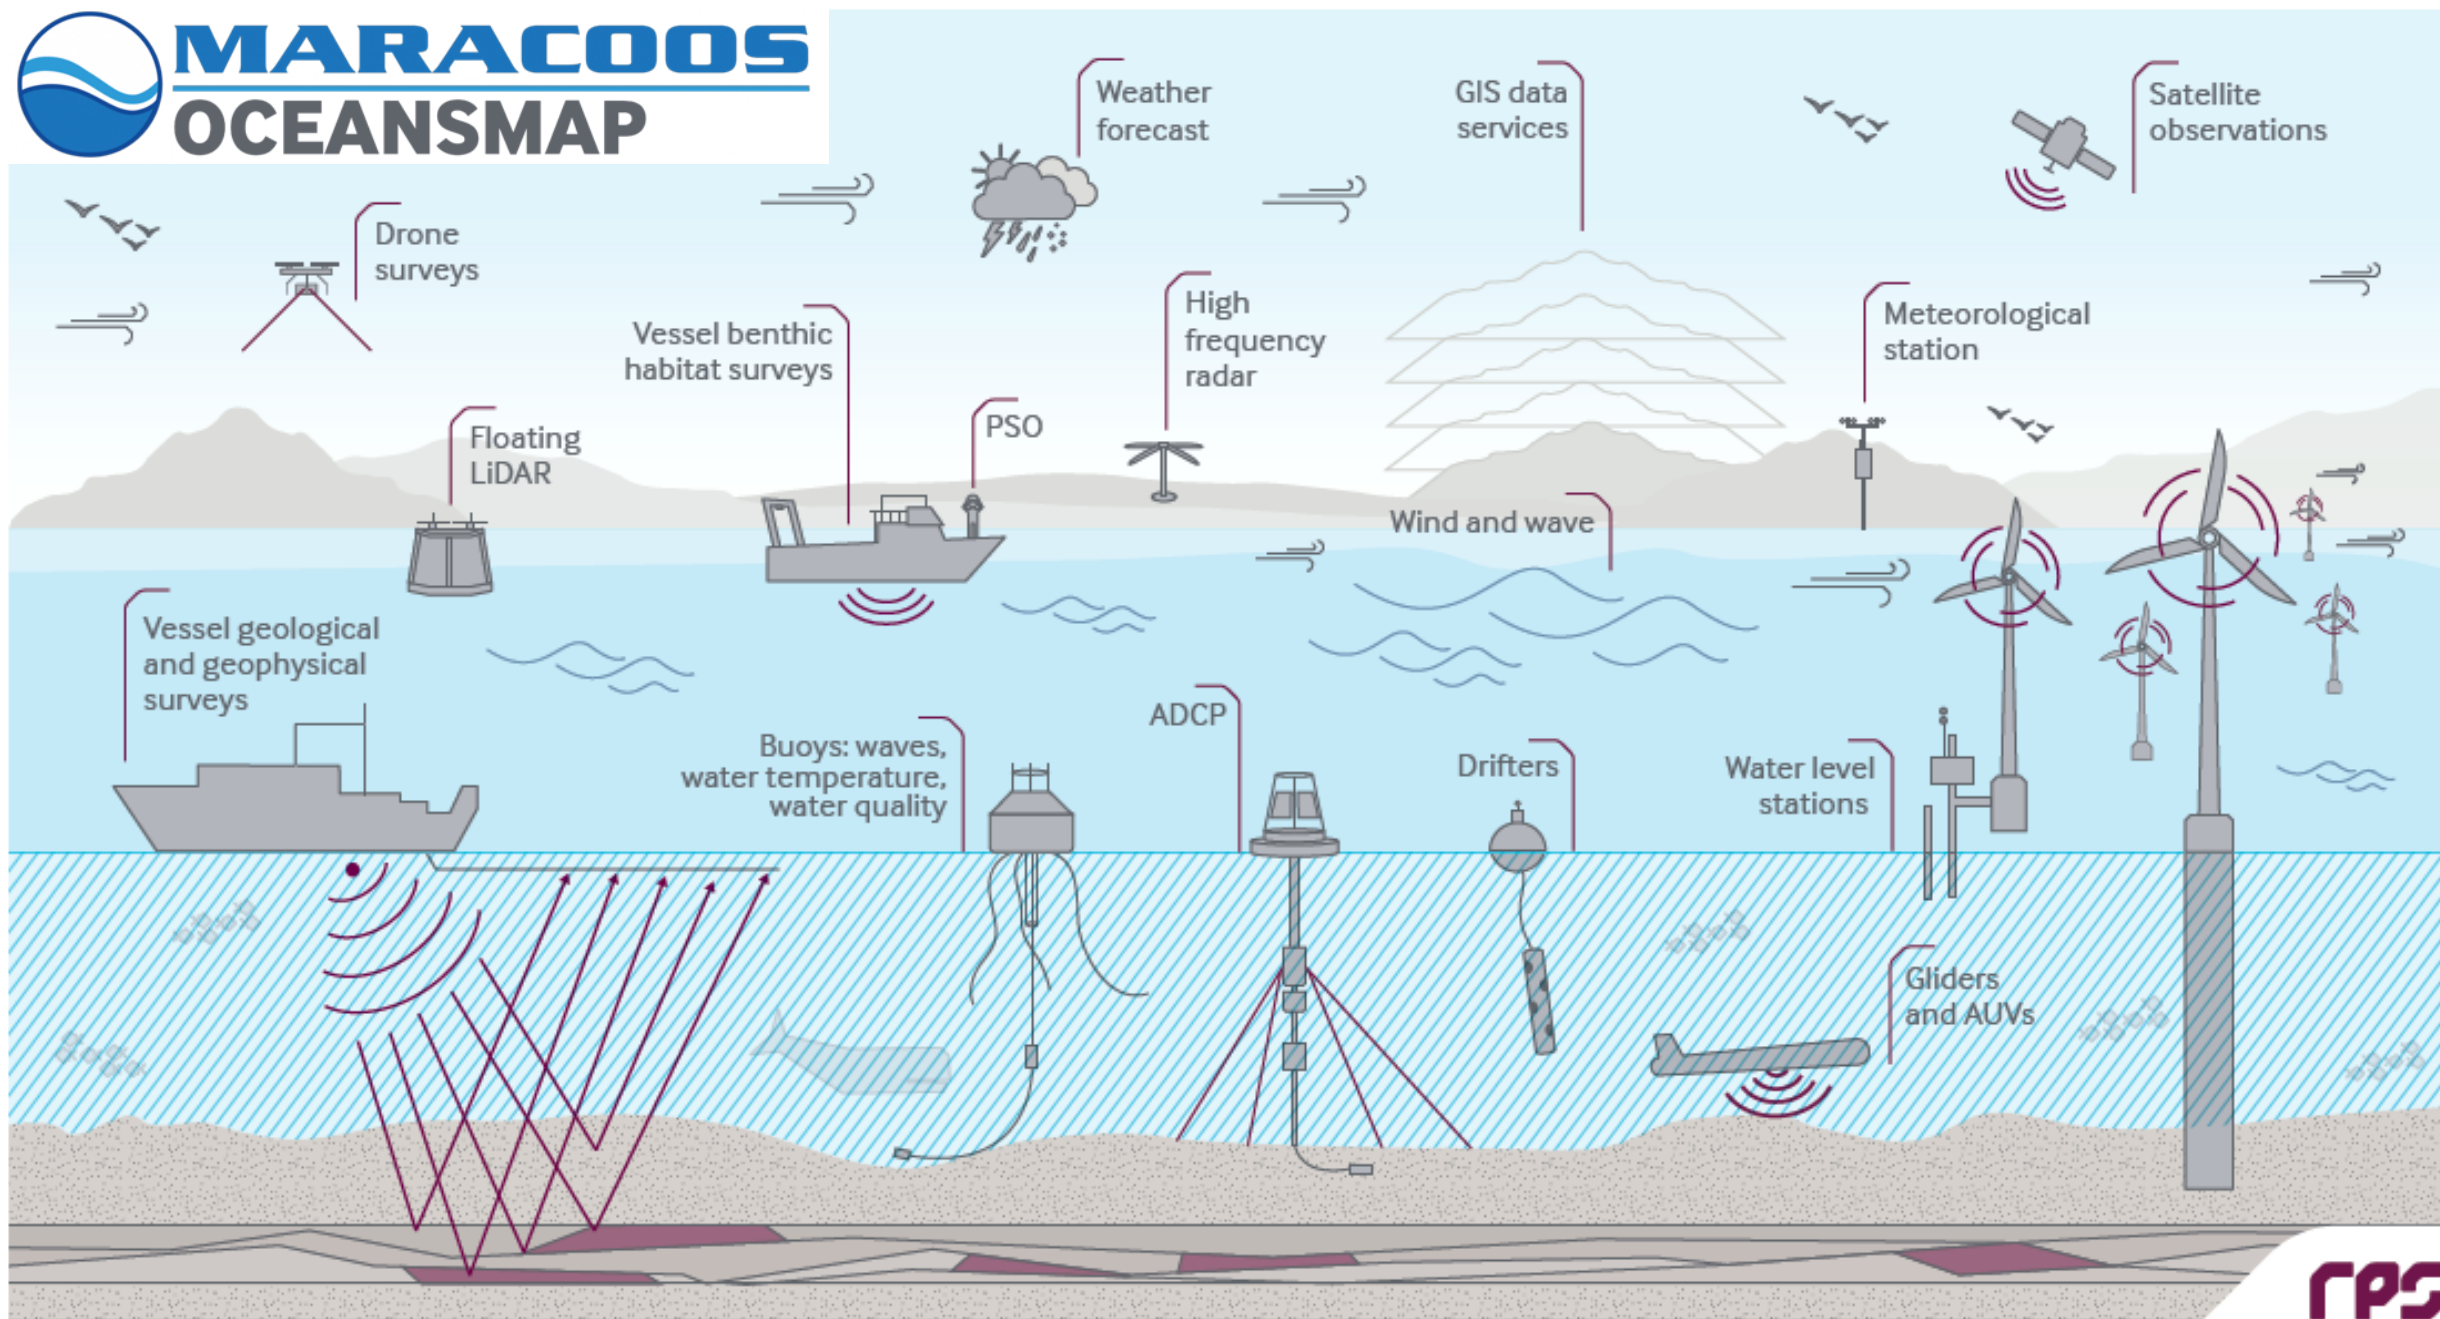 MARACOOS
OCEANSMAP
Weather
forecast
GIS data
services
Satellite
observations
Drone
surveys
Vessel benthic
habitat surveys
High
frequency
radar
Meteorological
station
Floating
LiDAR
PSO
Wind and wave
Vessel geological
and geophysical
surveys
Buoys: waves,
water temperature,
water quality
ADCP
Drifters
Water level
stations
Gliders
and AUVs
rps